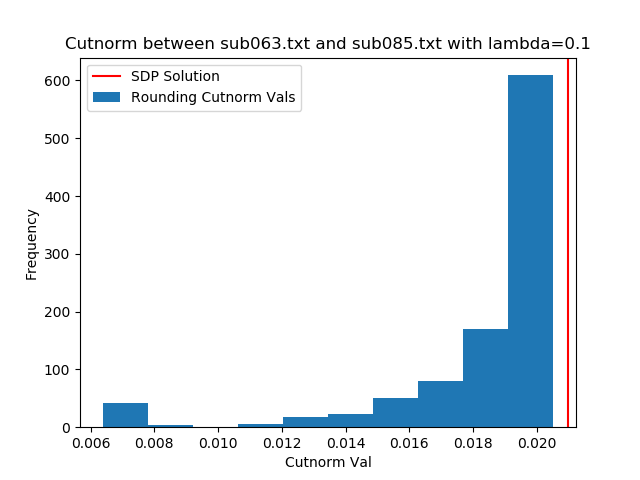 Cutnorm between sub063.txt and sub085.txt with lambda=0.1
SDP Solution
Rounding Cutnorm Vals
600
500
400
300
200
100
0
Frequency
0.006 0.008 0.010 0.012 0.014 0.016 0.018 0.020
Cutnorm Val